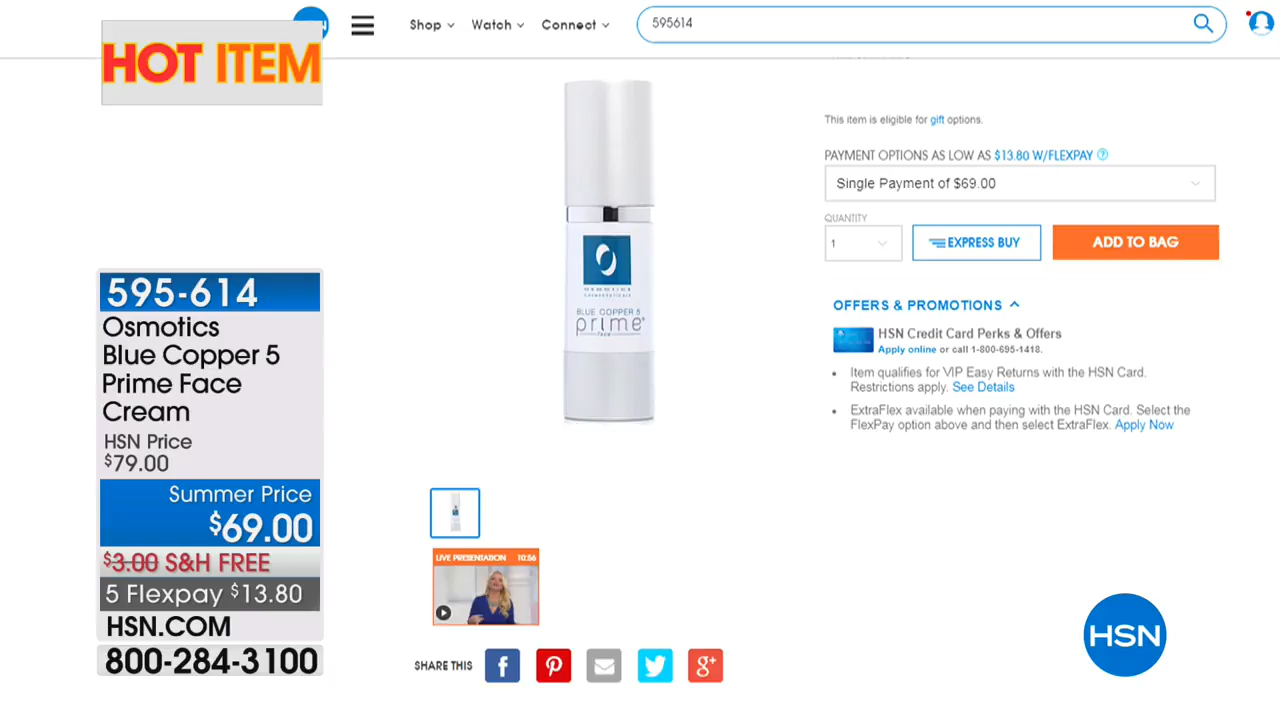 HOT ITEM
Shop
Watch
Connect
595614
This item is eligible for gift options.
PAYMENT OPTIONS AS LOW AS $13.80 W/FLEXPAY
Single Payment of $69.00
QUANTITY
1
EXPRESS BUY
ADD TO BAG
OFFERS & PROMOTIONS
HSN Credit Card Perks & Offers
Apply online or call 1-800-695-1418.
Item qualifies for VIP Easy Returns with the HSN Card.
Restrictions apply. See Details
ExtraFlex available when paying with the HSN Card. Select the
FlexPay option above and then select ExtraFlex. Apply Now
OSMOTICS
COSMECEUTICALS
BLUE COPPER 5
prime
face
595-614
Osmotics
Blue Copper 5
Prime Face
Cream
HSN Price
$79.00
Summer Price
$69.00
$3.00 S&H FREE
5 Flexpay $13.80
HSN.COM
800-284-3100
LIVE PRESENTATION 10:56
SHARE THIS
HSN